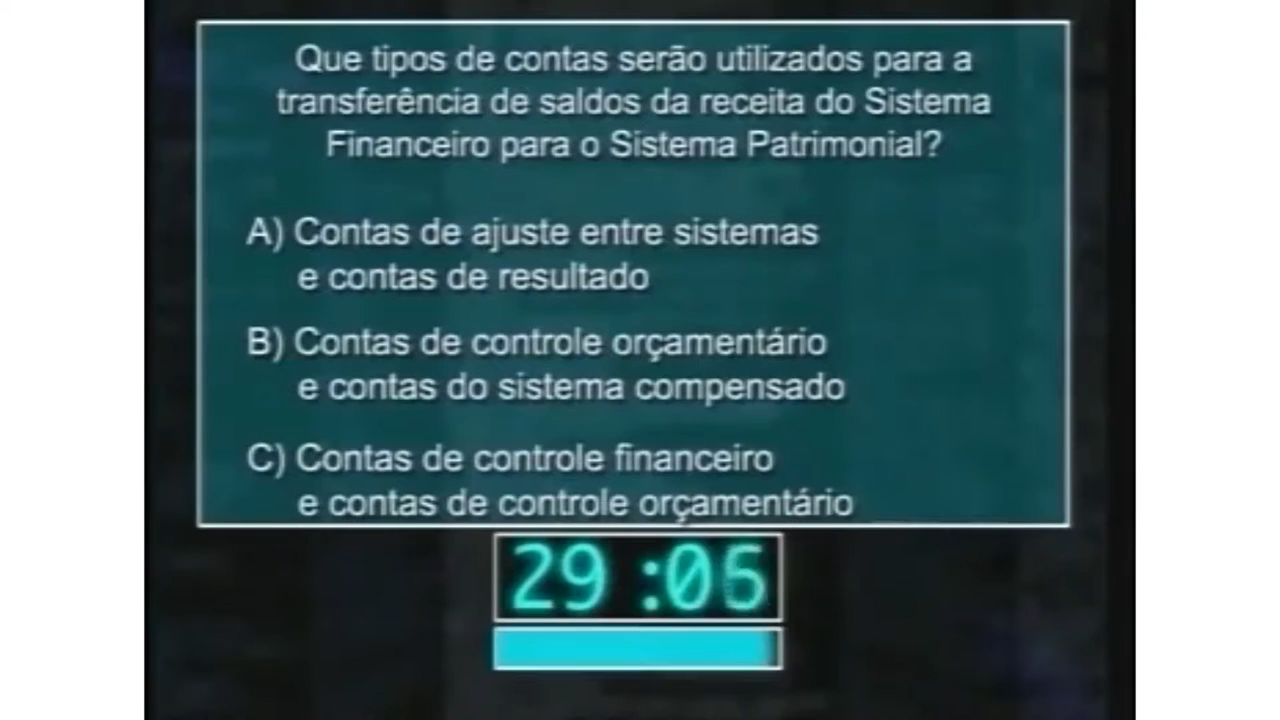 Que tipos de contas serão utilizados para a
transferência de saldos da receita do Sistema
Financeiro para o Sistema Patrimonial?
A) Contas de ajuste entre sistemas
e contas de resultado
B) Contas de controle orçamentário
e contas do sistema compensado
C) Contas de controle financeiro
e contas de controle orçamentário
29 :06